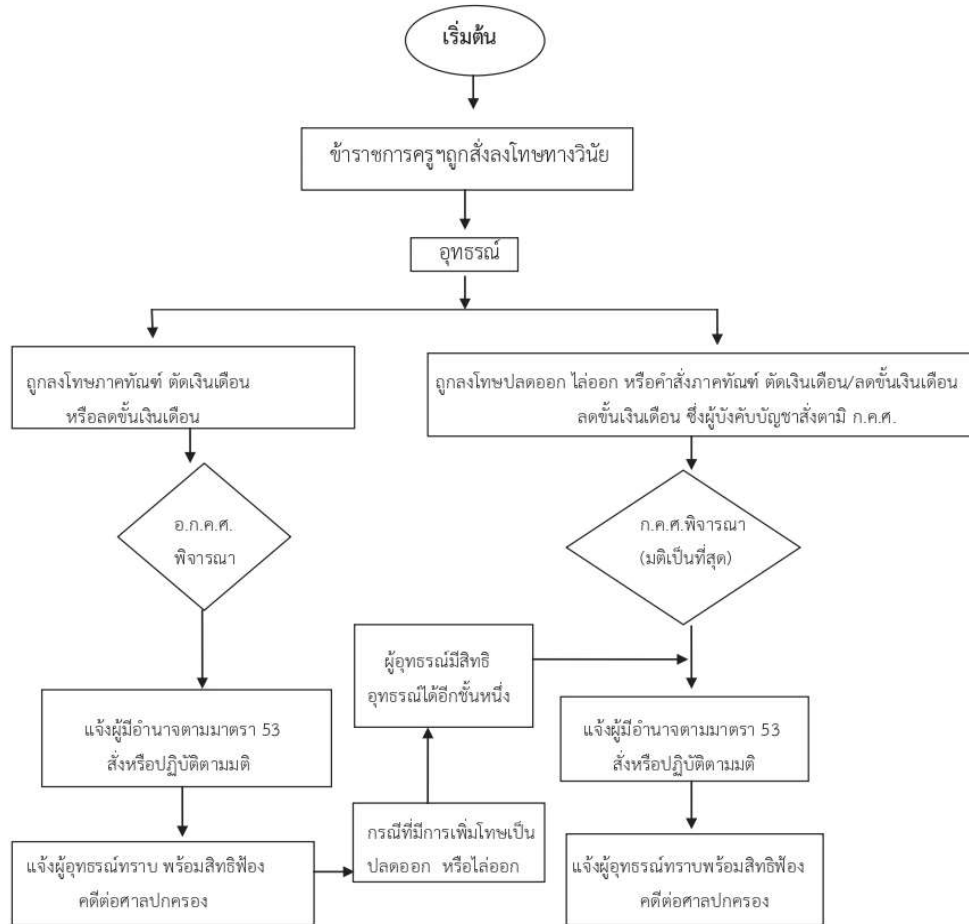 เริ่มต้น
ข้าราชการครูฯถูกสั่งลงโทษทางวินัย
อุทธรณ์
ถูกลงโทษภาคทัณฑ์ ตัดเงินเดือน
หรือลดขั้นเงินเดือน
ถูกลงโทษปลดออก ไล่ออก หรือคำสั่งภาคทัณฑ์ ตัดเงินเดือน/ลดขั้นเงินเดือน
ลดขั้นเงินเดือน ซึ่งผู้บังคับบัญชาสั่งตามิ ก.ค.ศ.
อ.ก.ค.ศ.
พิจารณา
ก.ค.ศ.พิจารณา
(มติเป็นที่สุด)
ผู้อุทธรณ์มีสิทธิ
อุทธรณ์ได้อีกชั้นหนึ่ง
แจ้งผู้มีอำนาจตามมาตรา 53
สั่งหรือปฏิบัติตามมติ
แจ้งผู้มีอำนาจตามมาตรา 53
สั่งหรือปฏิบัติตามมติ
กรณีที่มีการเพิ่มโทษเป็น
ปลดออก หรือไล่ออก
แจ้งผู้อุทธรณ์ทราบ พร้อมสิทธิฟ้อง
คดีต่อศาลปกครอง
แจ้งผู้อุทธรณ์ทราบพร้อมสิทธิฟ้อง
คดีต่อศาลปกครอง